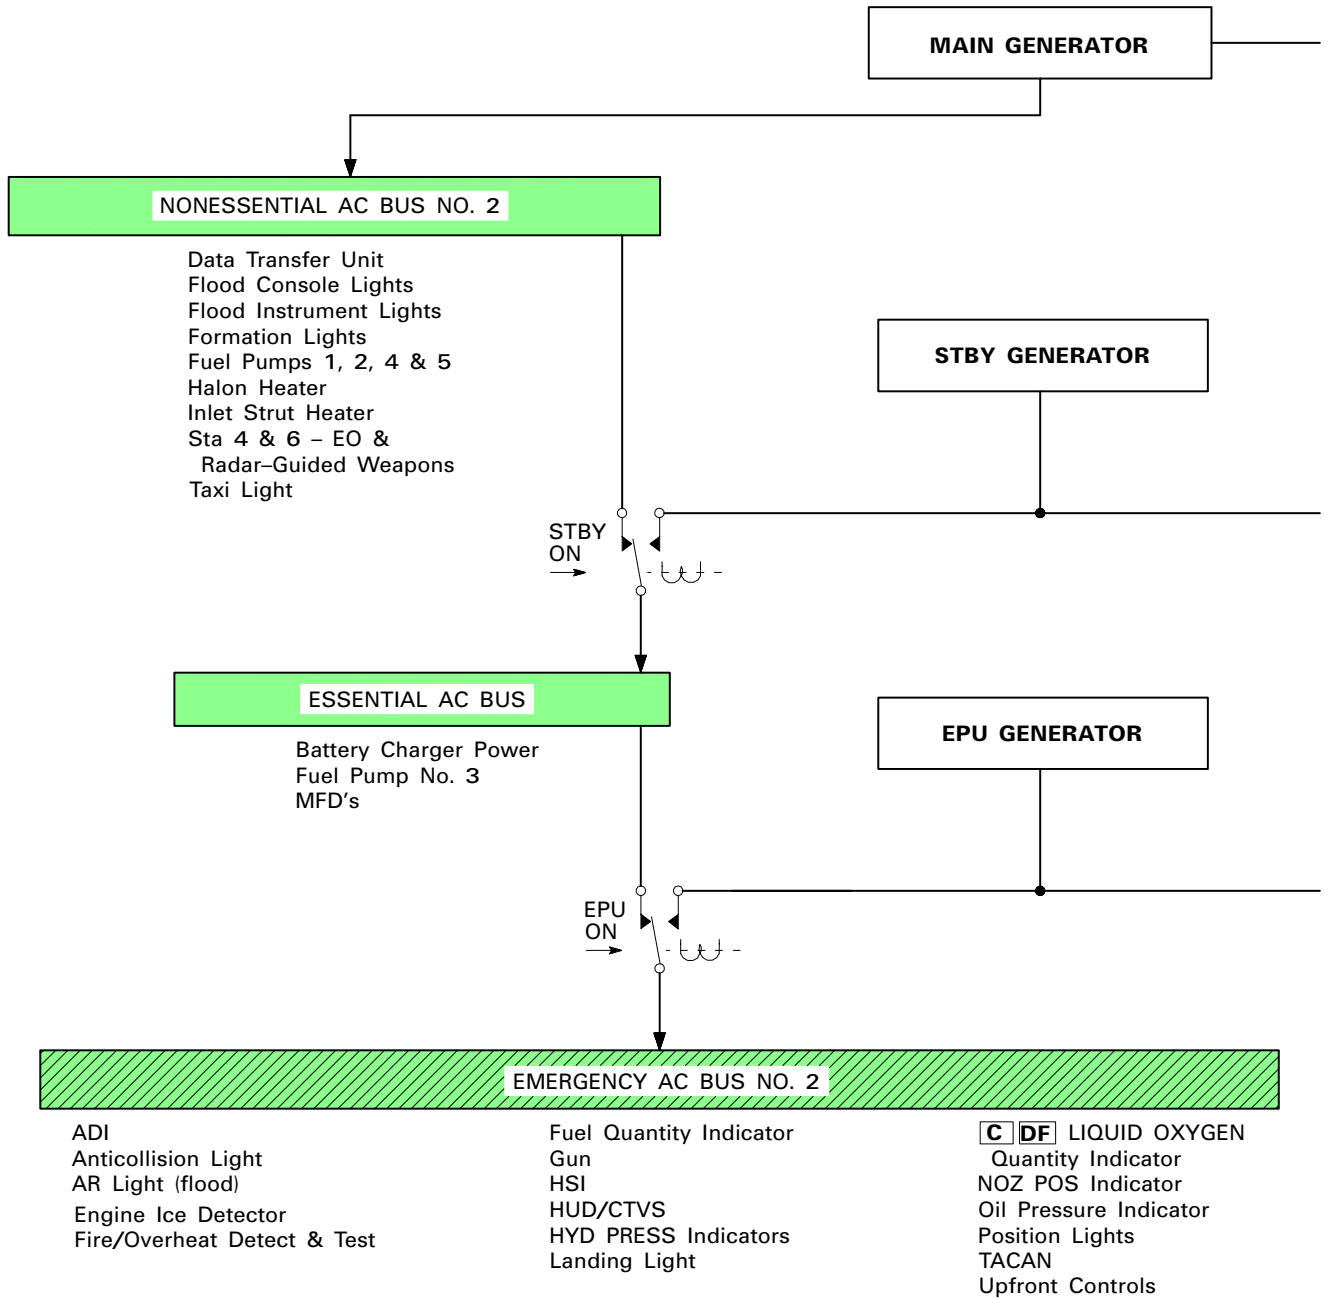 MAIN GENERATOR
NONESSENTIAL AC BUS NO. 2
Data Transfer Unit
Flood Console Lights
Flood Instrument Lights
Formation Lights
Fuel Pumps 1, 2, 4 & 5
Halon Heater
Inlet Strut Heater
Sta 4 & 6 – EO &
Radar–Guided Weapons
Taxi Light
STBY GENERATOR
STBY
ON
ESSENTIAL AC BUS
Battery Charger Power
Fuel Pump No. 3
MFD's
EPU GENERATOR
EPU
ON
EMERGENCY AC BUS NO. 2
ADI
Anticollision Light
AR Light (flood)
Engine Ice Detector
Fire/Overheat Detect & Test
Fuel Quantity Indicator
Gun
HSI
HUD/CTVS
HYD PRESS Indicators
Landing Light
C DF LIQUID OXYGEN
Quantity Indicator
NOZ POS Indicator
Oil Pressure Indicator
Position Lights
TACAN
Upfront Controls